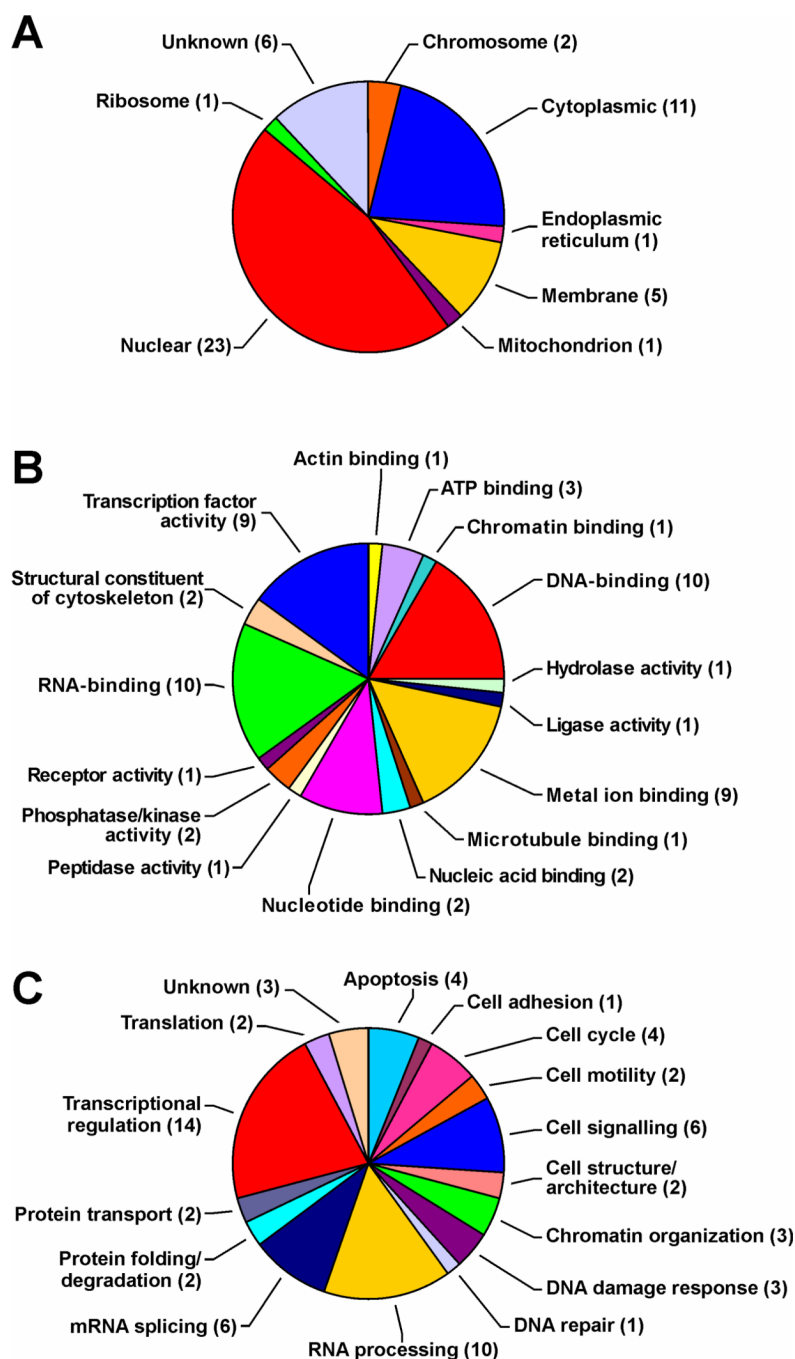 A
Unknown (6)
Chromosome (2)
Ribosome (1)
Cytoplasmic (11)
Endoplasmic
reticulum (1)
Membrane (5)
Nuclear (23)
Mitochondrion (1)
B
Actin binding (1)
ATP binding (3)
Transcription factor
activity (9)
Chromatin binding (1)
Structural constituent
of cytoskeleton (2)
DNA-binding (10)
RNA-binding (10)
Hydrolase activity (1)
Ligase activity (1)
Receptor activity (1)
Metal ion binding (9)
Phosphatase/kinase
activity (2)
Microtubule binding (1)
Peptidase activity (1)
Nucleic acid binding (2)
Nucleotide binding (2)
C
Unknown (3)
Apoptosis (4)
Cell adhesion (1)
Translation (2)
Cell cycle (4)
Cell motility (2)
Transcriptional
regulation (14)
Cell signalling (6)
Cell structure/
architecture (2)
Protein transport (2)
Chromatin organization (3)
Protein folding/
degradation (2)
DNA damage response (3)
mRNA splicing (6)
DNA repair (1)
RNA processing (10)